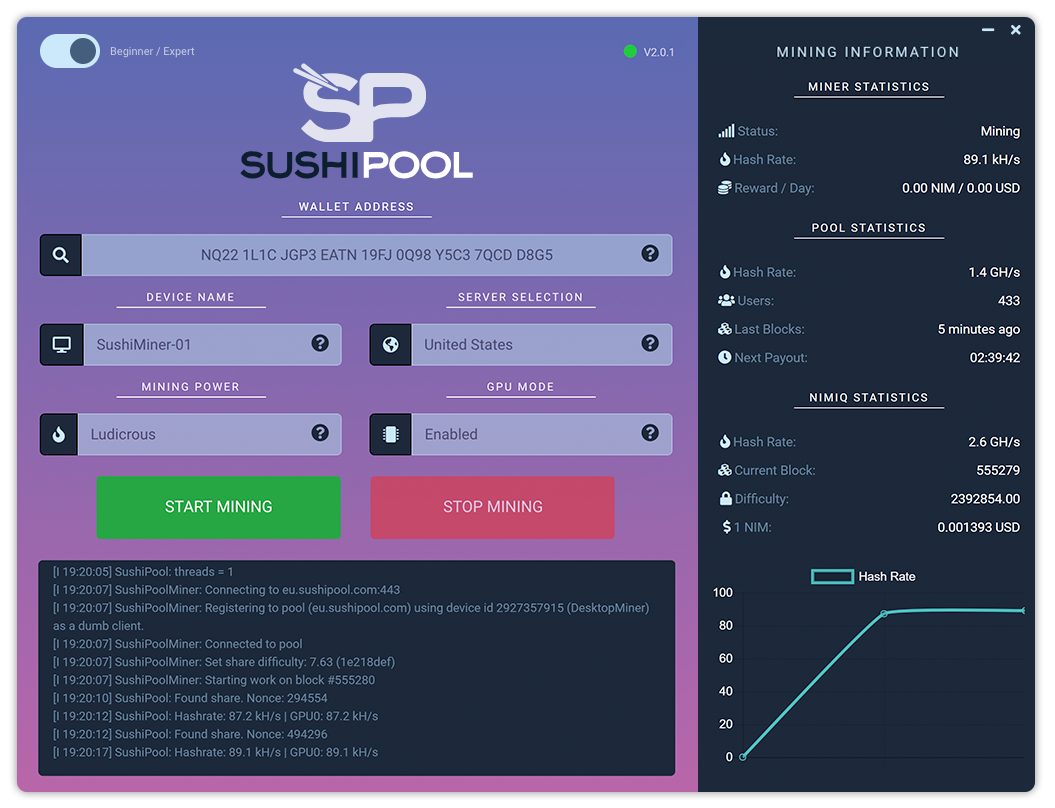 Beginner / Expert
V2.0.1
SP
SUSHIPOOL
WALLET ADDRESS
NQ22 1L1C JGP3 EATN 19FJ 0Q98 Y5C3 7QCD D8G5
DEVICE NAME
SERVER SELECTION
SushiMiner-01
United States
MINING POWER
GPU MODE
Ludicrous
Enabled
START MINING
STOP MINING
[I 19:20:05] SushiPool: threads = 1
[I 19:20:07] SushiPoolMiner: Connecting to eu.sushipool.com:443
[I 19:20:07] SushiPoolMiner: Registering to pool (eu.sushipool.com) using device id 2927357915 (DesktopMiner)
as a dumb client.
[I 19:20:07] SushiPoolMiner: Connected to pool
[I 19:20:07] SushiPoolMiner: Set share difficulty: 7.63 (1e218def)
[I 19:20:07] SushiPoolMiner: Starting work on block #555280
[I 19:20:10] SushiPool: Found share. Nonce: 294554
[I 19:20:12] SushiPool: Hashrate: 87.2 kH/s | GPU0: 87.2 kH/s
[I 19:20:12] SushiPool: Found share. Nonce: 494296
[I 19:20:17] SushiPool: Hashrate: 89.1 kH/s | GPU0: 89.1 kH/s
MINING INFORMATION
MINER STATISTICS
Status: Mining
Hash Rate: 89.1 kH/s
Reward / Day: 0.00 NIM / 0.00 USD
POOL STATISTICS
Hash Rate: 1.4 GH/s
Users: 433
Last Blocks: 5 minutes ago
Next Payout: 02:39:42
NIMIQ STATISTICS
Hash Rate: 2.6 GH/s
Current Block: 555279
Difficulty: 2392854.00
$ 1 NIM: 0.001393 USD
Hash Rate
100
80
60
40
20
0